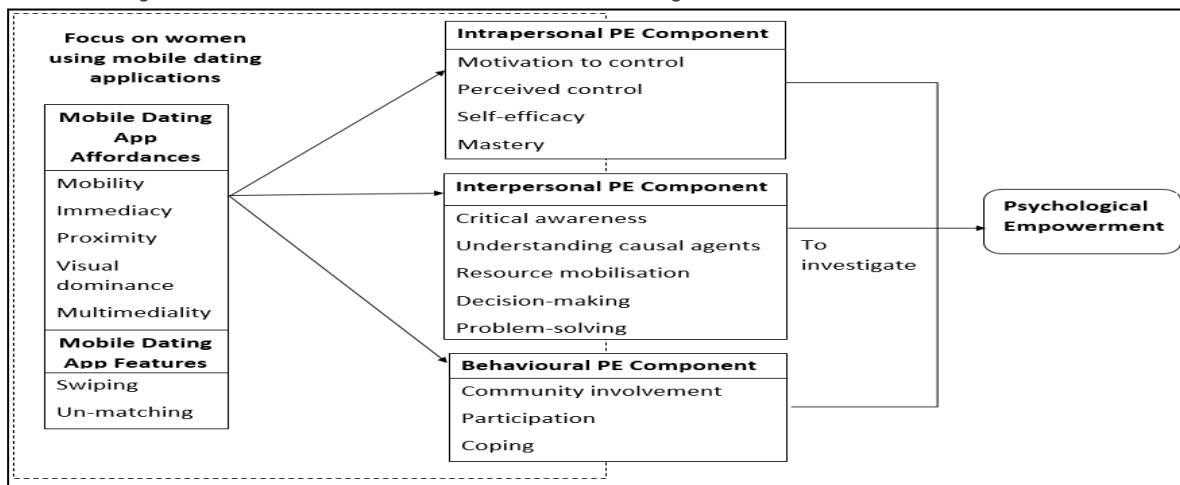 Focus on women
using mobile dating
applications
Mobile Dating
App
Affordances
Mobility
Immediacy
Proximity
Visual
dominance
Multimediality
Mobile Dating
App Features
Swiping
Un-matching
Intrapersonal PE Component
Motivation to control
Perceived control
Self-efficacy
Mastery
Interpersonal PE Component
Critical awareness
Understanding causal agents
Resource mobilisation
Decision-making
Problem-solving
Behavioural PE Component
Community involvement
Participation
Coping
To
investigate
Psychological
Empowerment